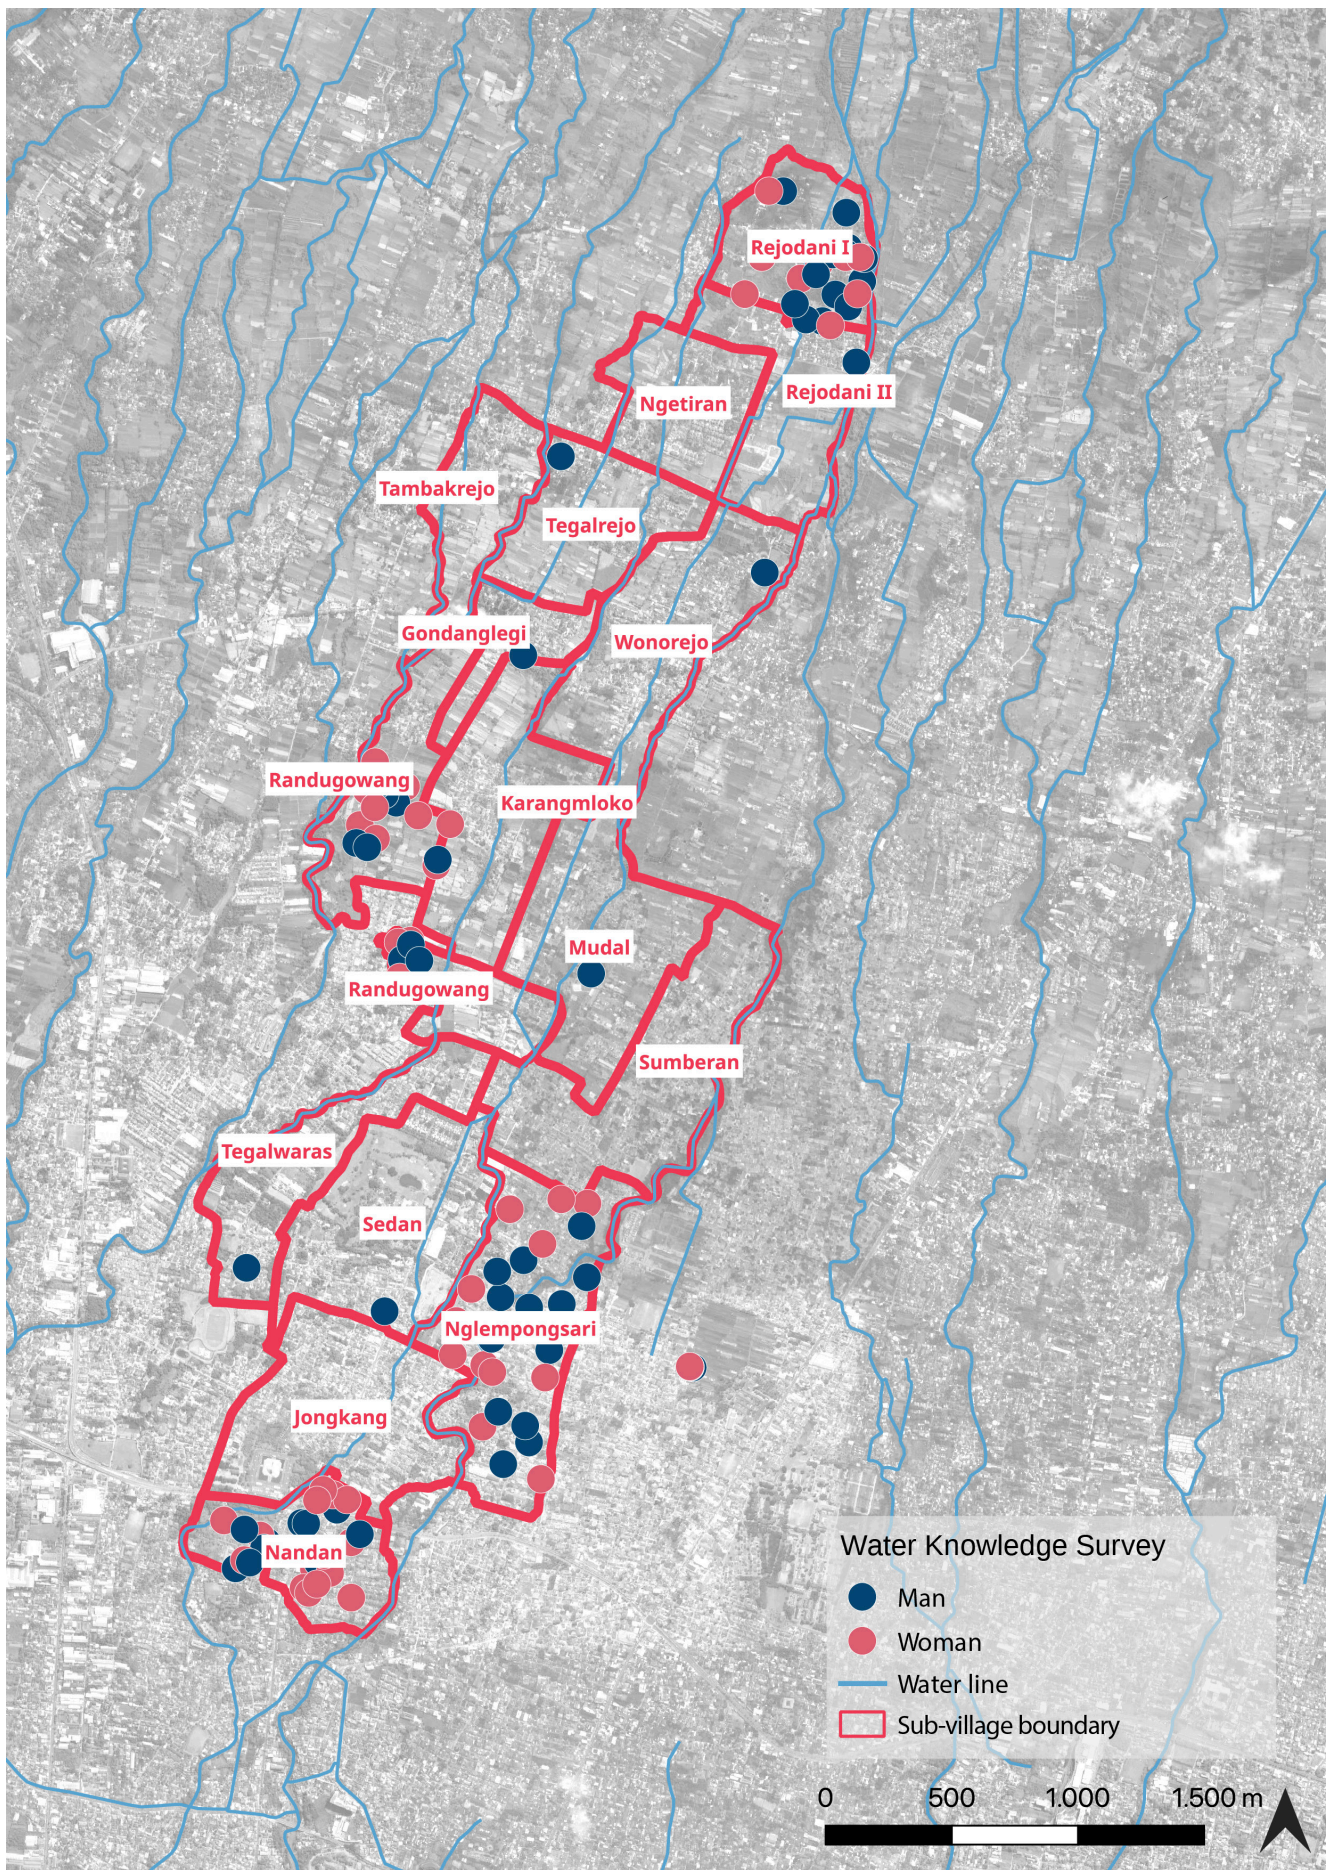 Rejodani I
Rejodani II
Ngetiran
Tambakrejo
Tegalrejo
Gondanglegi
Wonorejo
Randugowang
Karangmloko
Mudal
Randugowang
Sumberan
Tegalwaras
Sedan
Nglempongsari
Jongkang
Nandan
Water Knowledge Survey
Man
Woman
Water line
Sub-village boundary
0 500 1.000 1.500 m